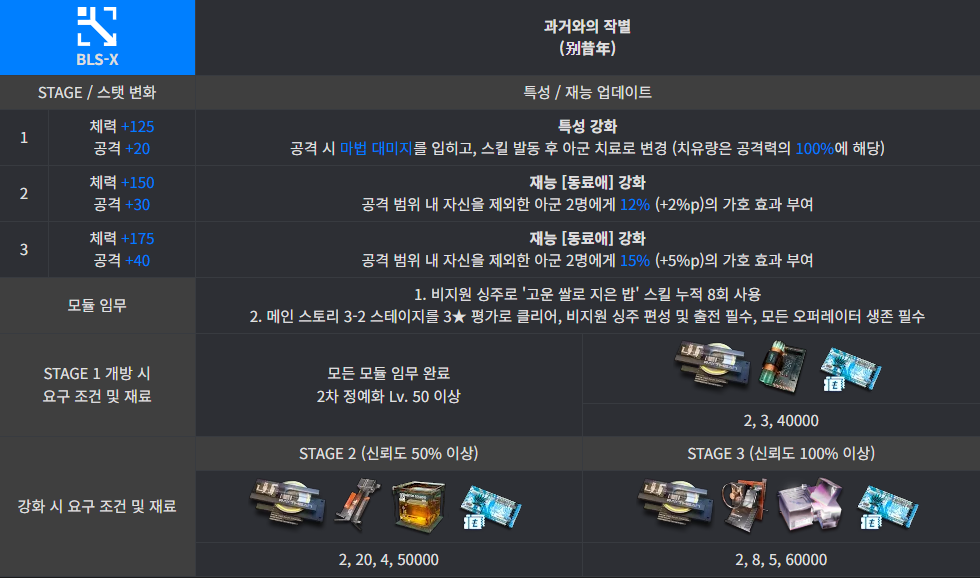 BLS-X
과거와의 작별
(别昔年)
STAGE / 스탯 변화
특성 / 재능 업데이트
1
체력 +125
공격 +20
특성 강화
공격 시 마법 대미지를 입히고, 스킬 발동 후 아군 치료로 변경 (치유량은 공격력의 100%에 해당)
2
체력 +150
공격 +30
재능 [동료애] 강화
공격 범위 내 자신을 제외한 아군 2명에게 12% (+2%p)의 가호 효과 부여
3
체력 +175
공격 +40
재능 [동료애] 강화
공격 범위 내 자신을 제외한 아군 2명에게 15% (+5%p)의 가호 효과 부여
모듈 임무
1. 비지원 싱주로 '고운 쌀로 지은 밥' 스킬 누적 8회 사용
2. 메인 스토리 3-2 스테이지를 3★ 평가로 클리어, 비지원 싱주 편성 및 출전 필수, 모든 오퍼레이터 생존 필수
STAGE 1 개방 시
요구 조건 및 재료
모든 모듈 임무 완료
2차 정예화 Lv. 50 이상
2, 3, 40000
강화 시 요구 조건 및 재료
STAGE 2 (신뢰도 50% 이상)
2, 20, 4, 50000
STAGE 3 (신뢰도 100% 이상)
2, 8, 5, 60000